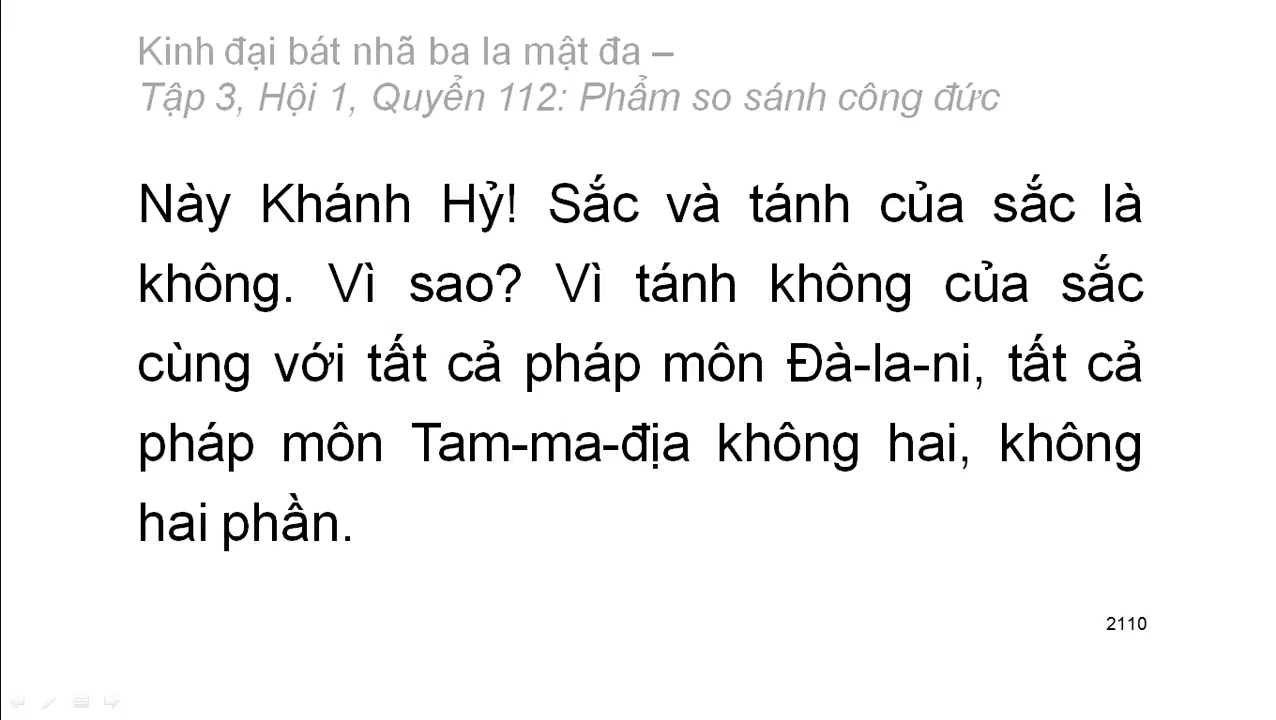 Kinh đại bát nhã ba la mật đa –
Tập 3, Hội 1, Quyển 112: Phẩm so sánh công đức
Này Khánh Hỷ! Sắc và tánh của sắc là
không. Vì sao? Vì tánh không của sắc
cùng với tất cả pháp môn Đà-la-ni, tất cả
pháp môn Tam-ma-địa không hai, không
hai phần.
2110